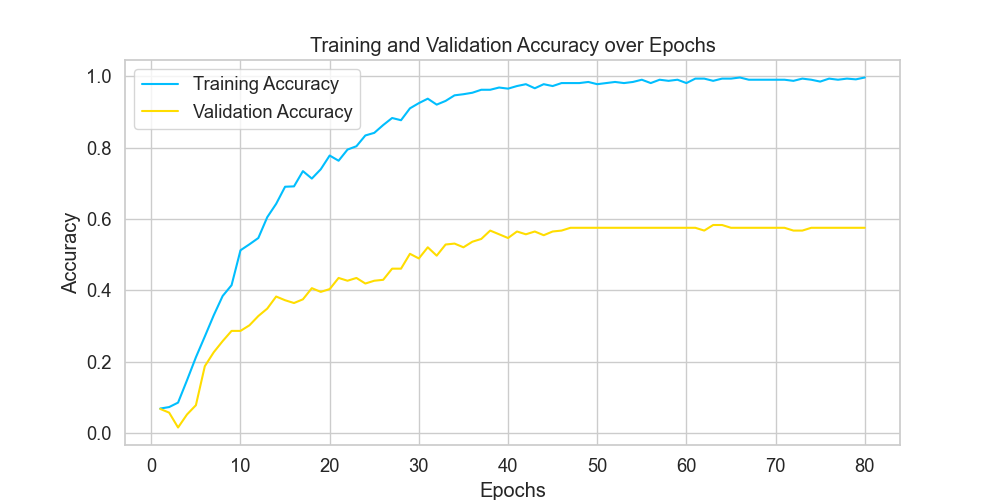 Training and Validation Accuracy over Epochs
Training Accuracy
Validation Accuracy
Accuracy
1.0
0.8
0.6
0.4
0.2
0.0
0 10 20 30 40 50 60 70 80
Epochs